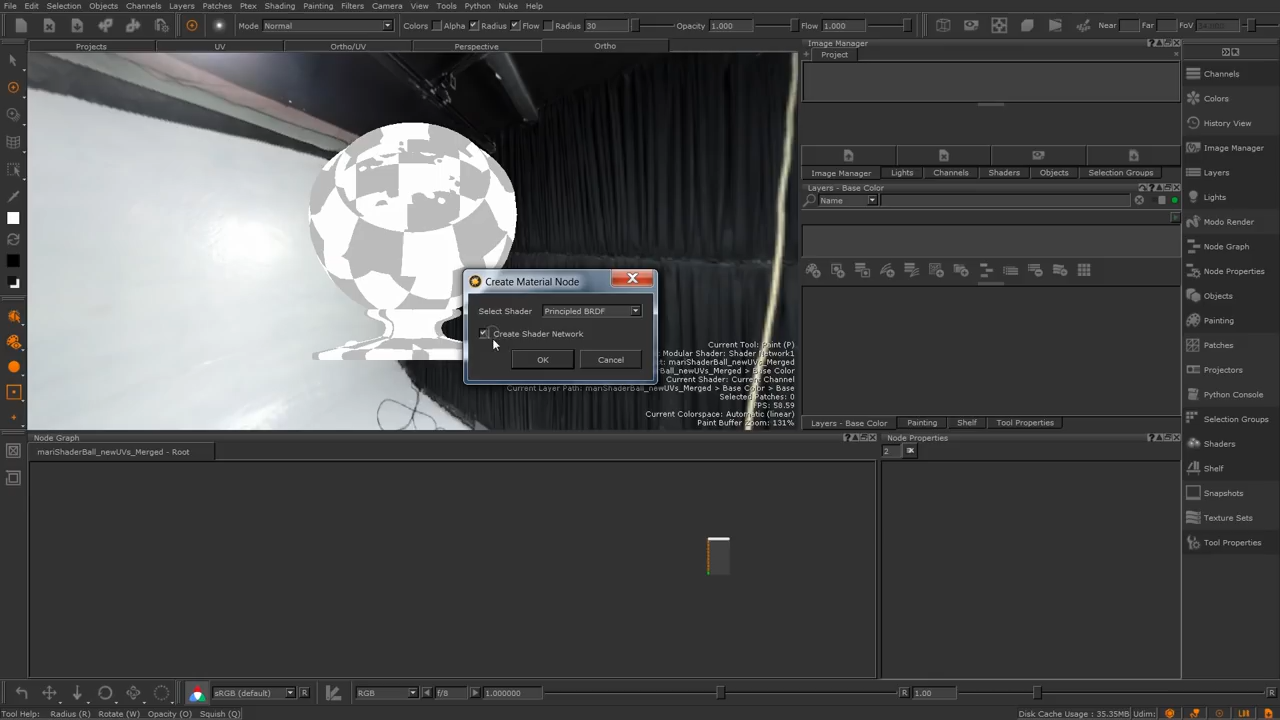 File Edit Selection Objects Channels Layers Patches Ptex Shading Painting Filters Camera View Tools Python Nuke Help
Mode Normal Colors Alpha Radius Flow Radius 30 Opacity 1.000 Flow 1.000 Near Far FoV
Projects UV Ortho/UV Perspective Ortho
Image Manager
Project
Image Manager Lights Channels Shaders Objects Selection Groups
Layers - Base Color
Name
Channels
Colors
History View
Image Manager
Layers
Lights
Modo Render
Node Graph
Node Properties
Objects
Painting
Patches
Projects
Python Console
Selection Groups
Shaders
Shelf
Snapshots
Texture Sets
Tool Properties
Create Material Node
Select Shader Principled BRDF
Create Shader Network
OK Cancel
Current Tool: Paint (P)
Modular Shader: Shader Network1
mariShaderBall_newUVs_Merged
Ball_newUVs_Merged > Base Color
Current Shader: Current Channel
Current Layer Path: mariShaderBall_newUVs_Merged > Base Color > Base
Selected Patches: 0
FPS: 58.59
Current Colorspace: Automatic (linear)
Paint Buffer Zoom: 131%
Layers - Base Color Painting Shelf Tool Properties
Node Graph
mariShaderBall_newUVs_Merged - Root
Node Properties
2
sRGB (default) R RGB f/8 1.000000 R 1.00 R
Tool Help: Radius (R) Rotate (W) Opacity (O) Squish (Q)
Disk Cache Usage : 35.35MB Udim: